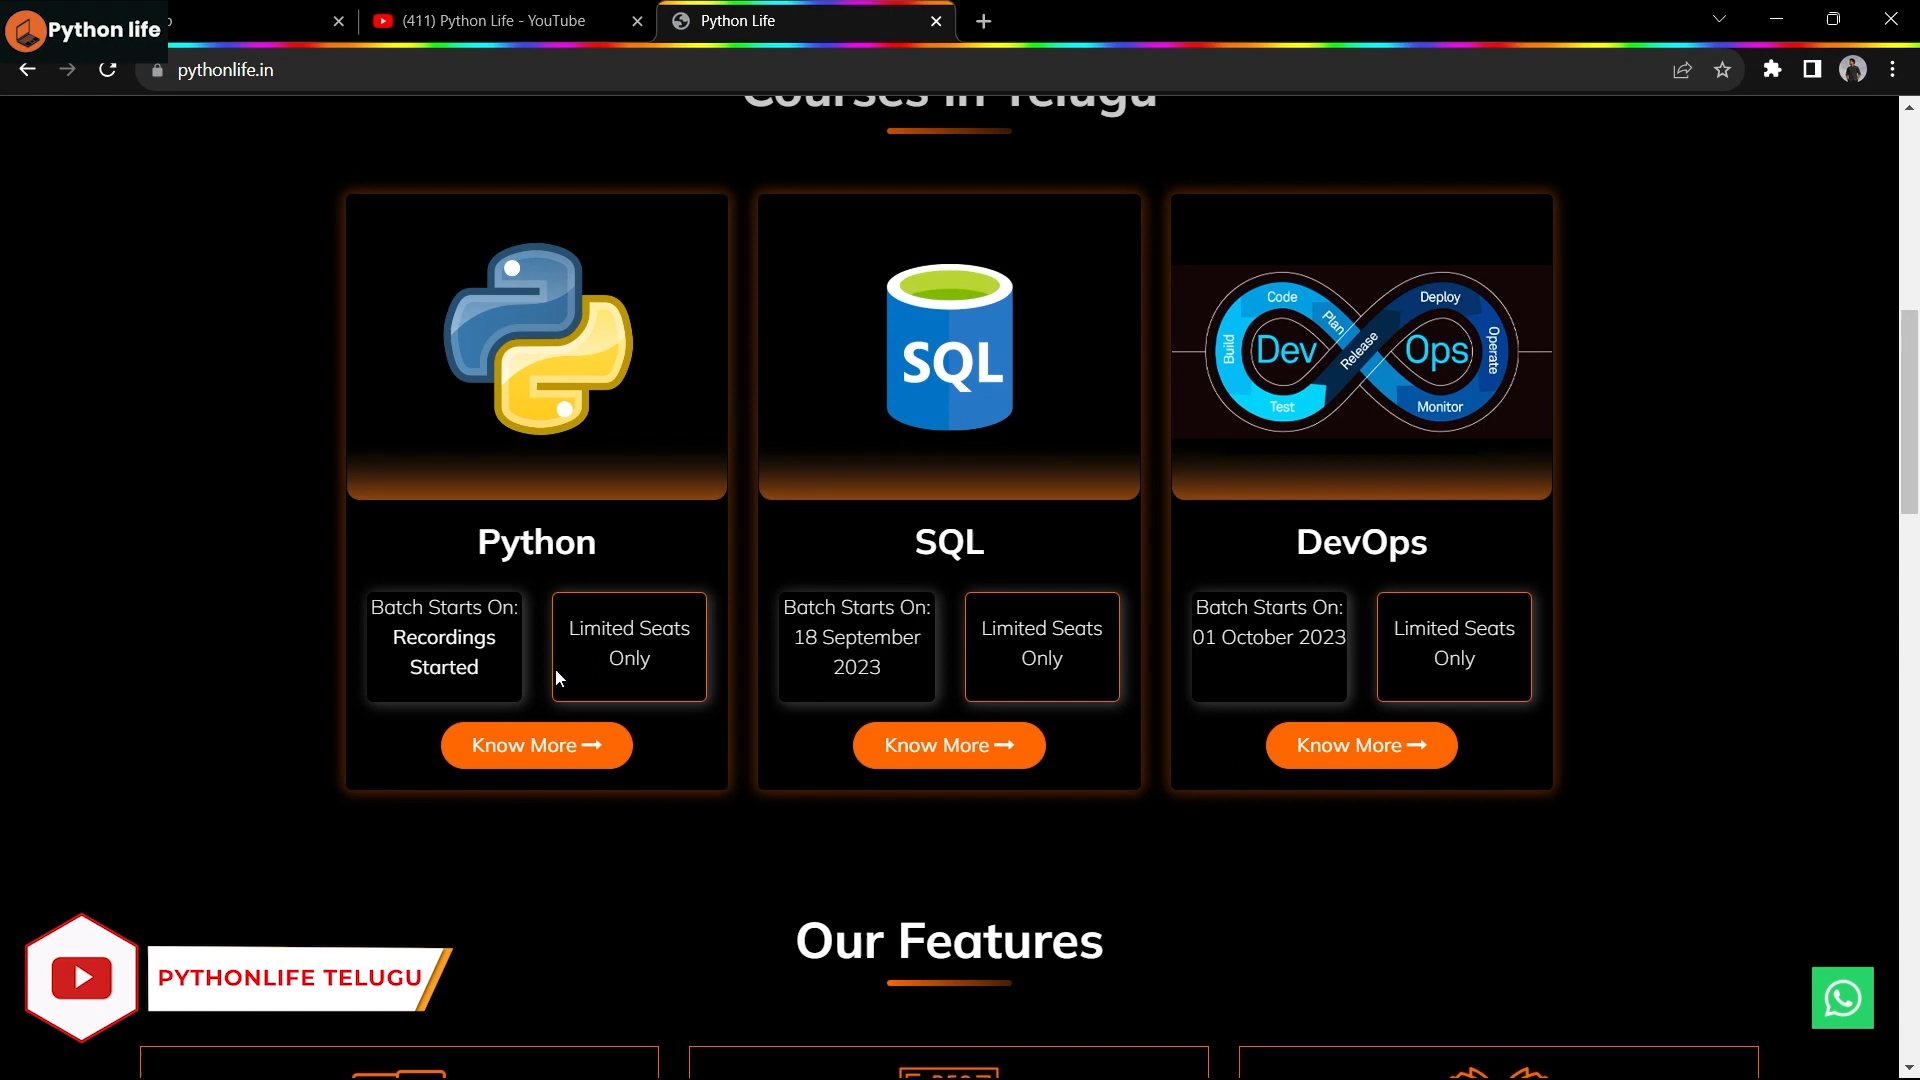 Python life
(411) Python Life - YouTube
Python Life
pythonlife.in
Courses in Telugu
SQL
Code
Plan
Build
Dev
Test
Release
Deploy
Operate
Ops
Monitor
Python
SQL
DevOps
Batch Starts On:
Recordings
Started
Limited Seats
Only
Batch Starts On:
18 September
2023
Limited Seats
Only
Batch Starts On:
01 October 2023
Limited Seats
Only
Know More
Know More
Know More
Our Features
PYTHONLIFE TELUGU